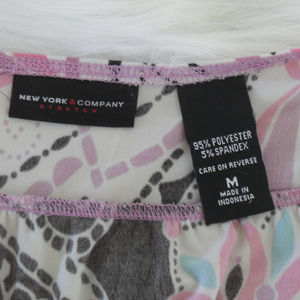 NEW YORK & COMPANY
STRETCH
95% POLYESTER
5% SPANDEX
CARE ON REVERSE
M
MADE IN
INDONESIA